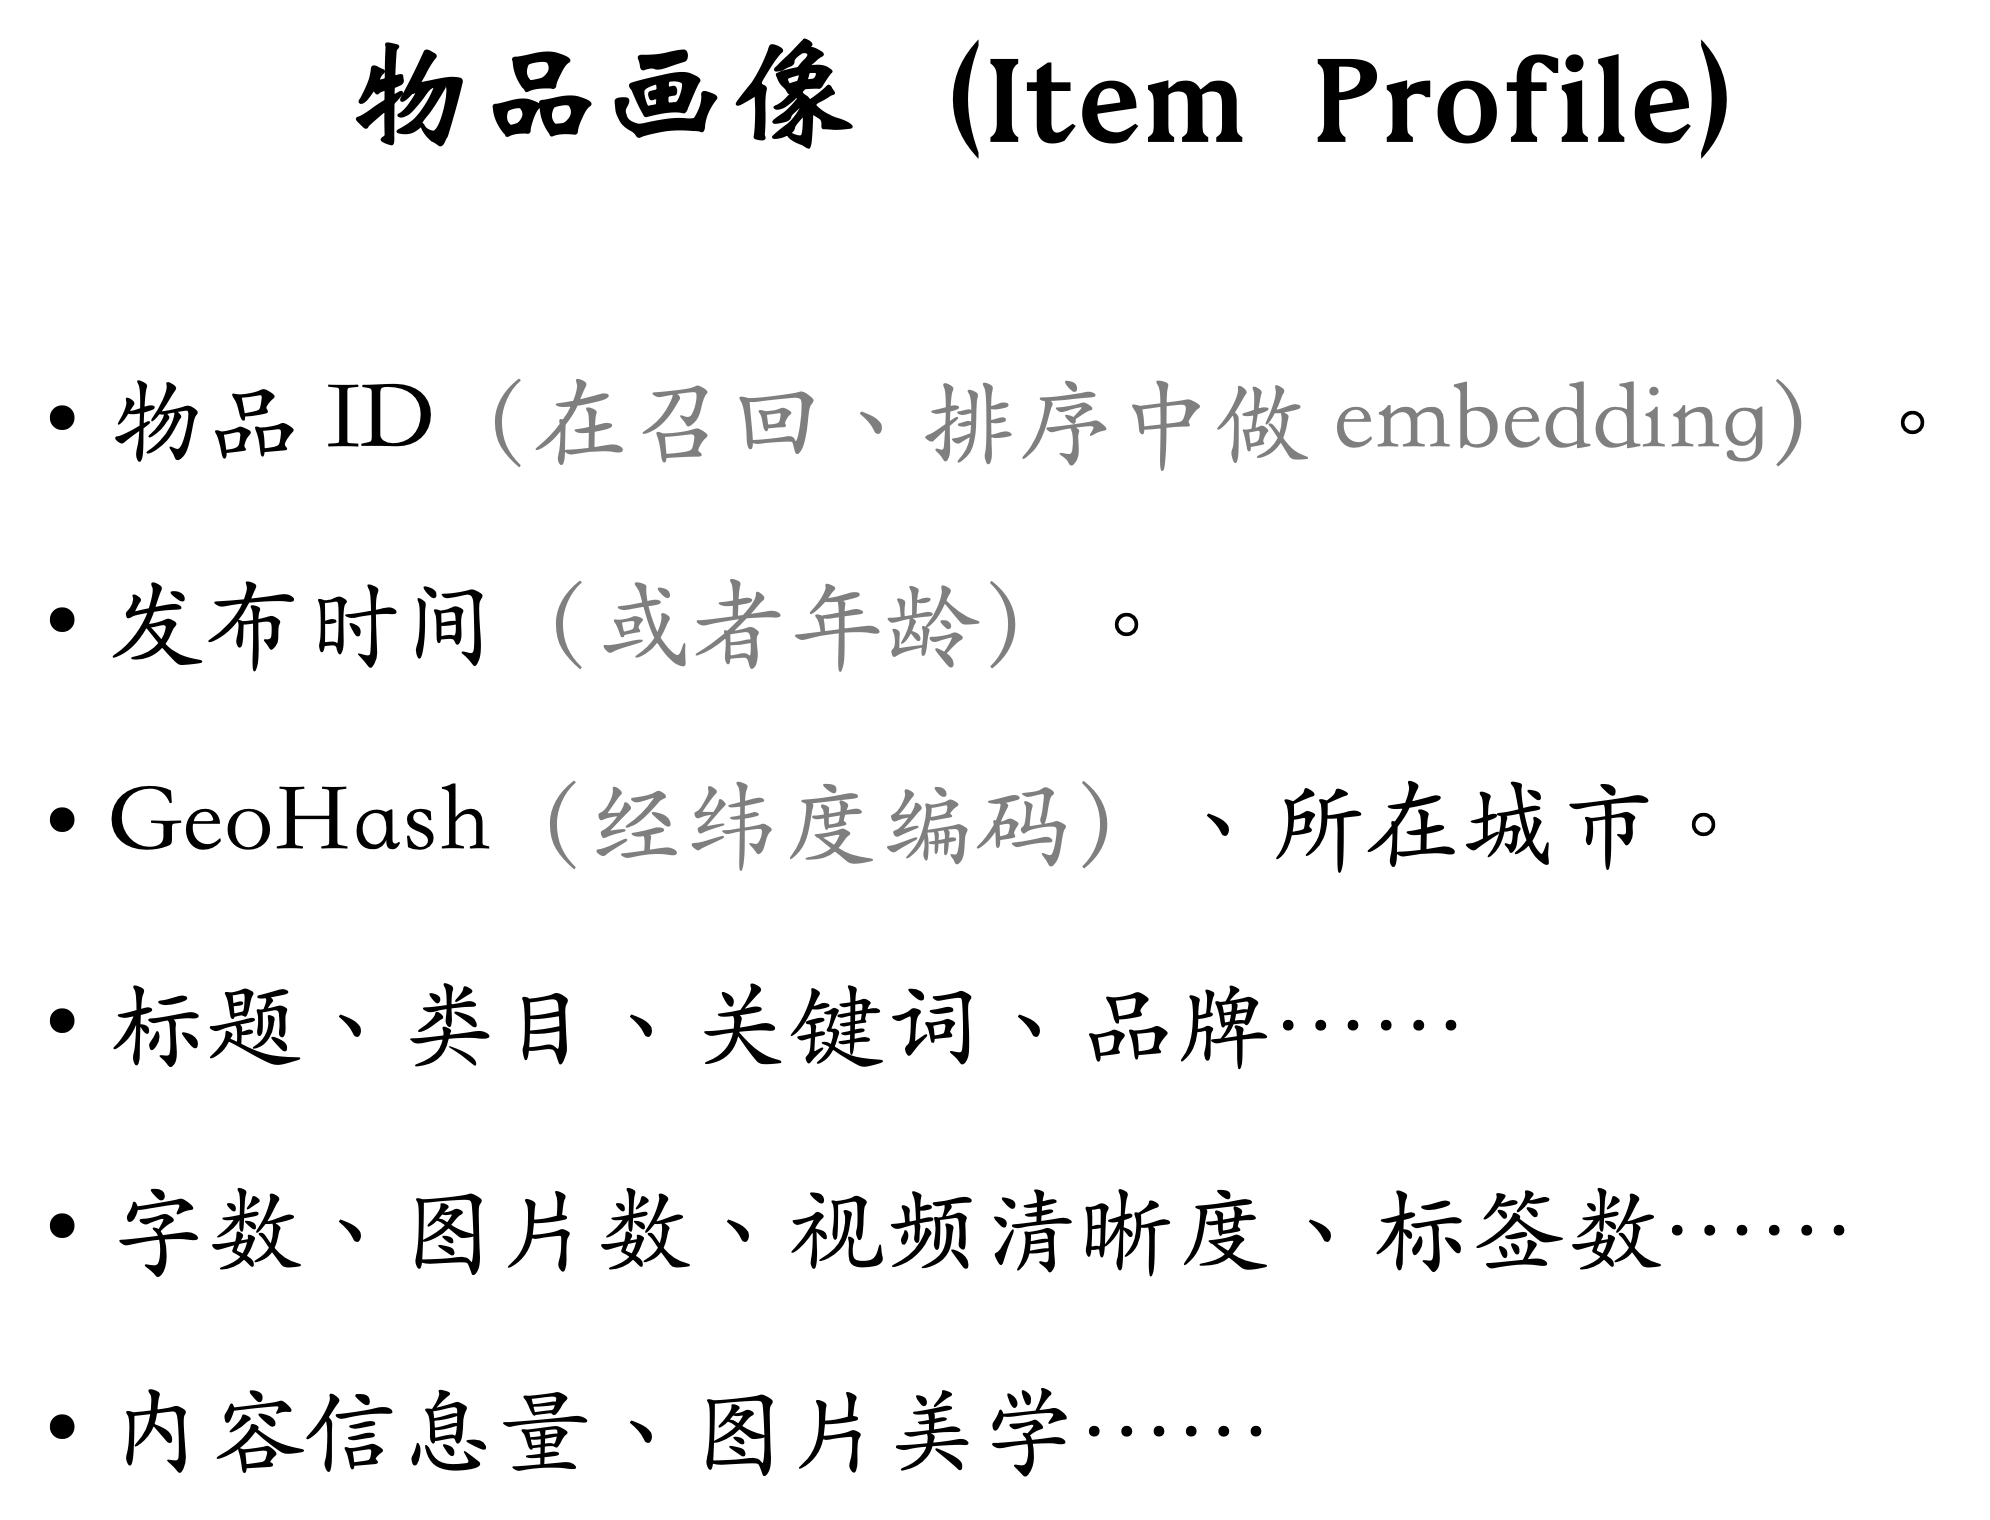 物品画像 (Item Profile)
• 物品 ID（在召回、排序中做 embedding）。
• 发布时间（或者年龄）。
• GeoHash（经纬度编码）、所在城市。
• 标题、类目、关键词、品牌……
• 字数、图片数、视频清晰度、标签数……
• 内容信息量、图片美学……